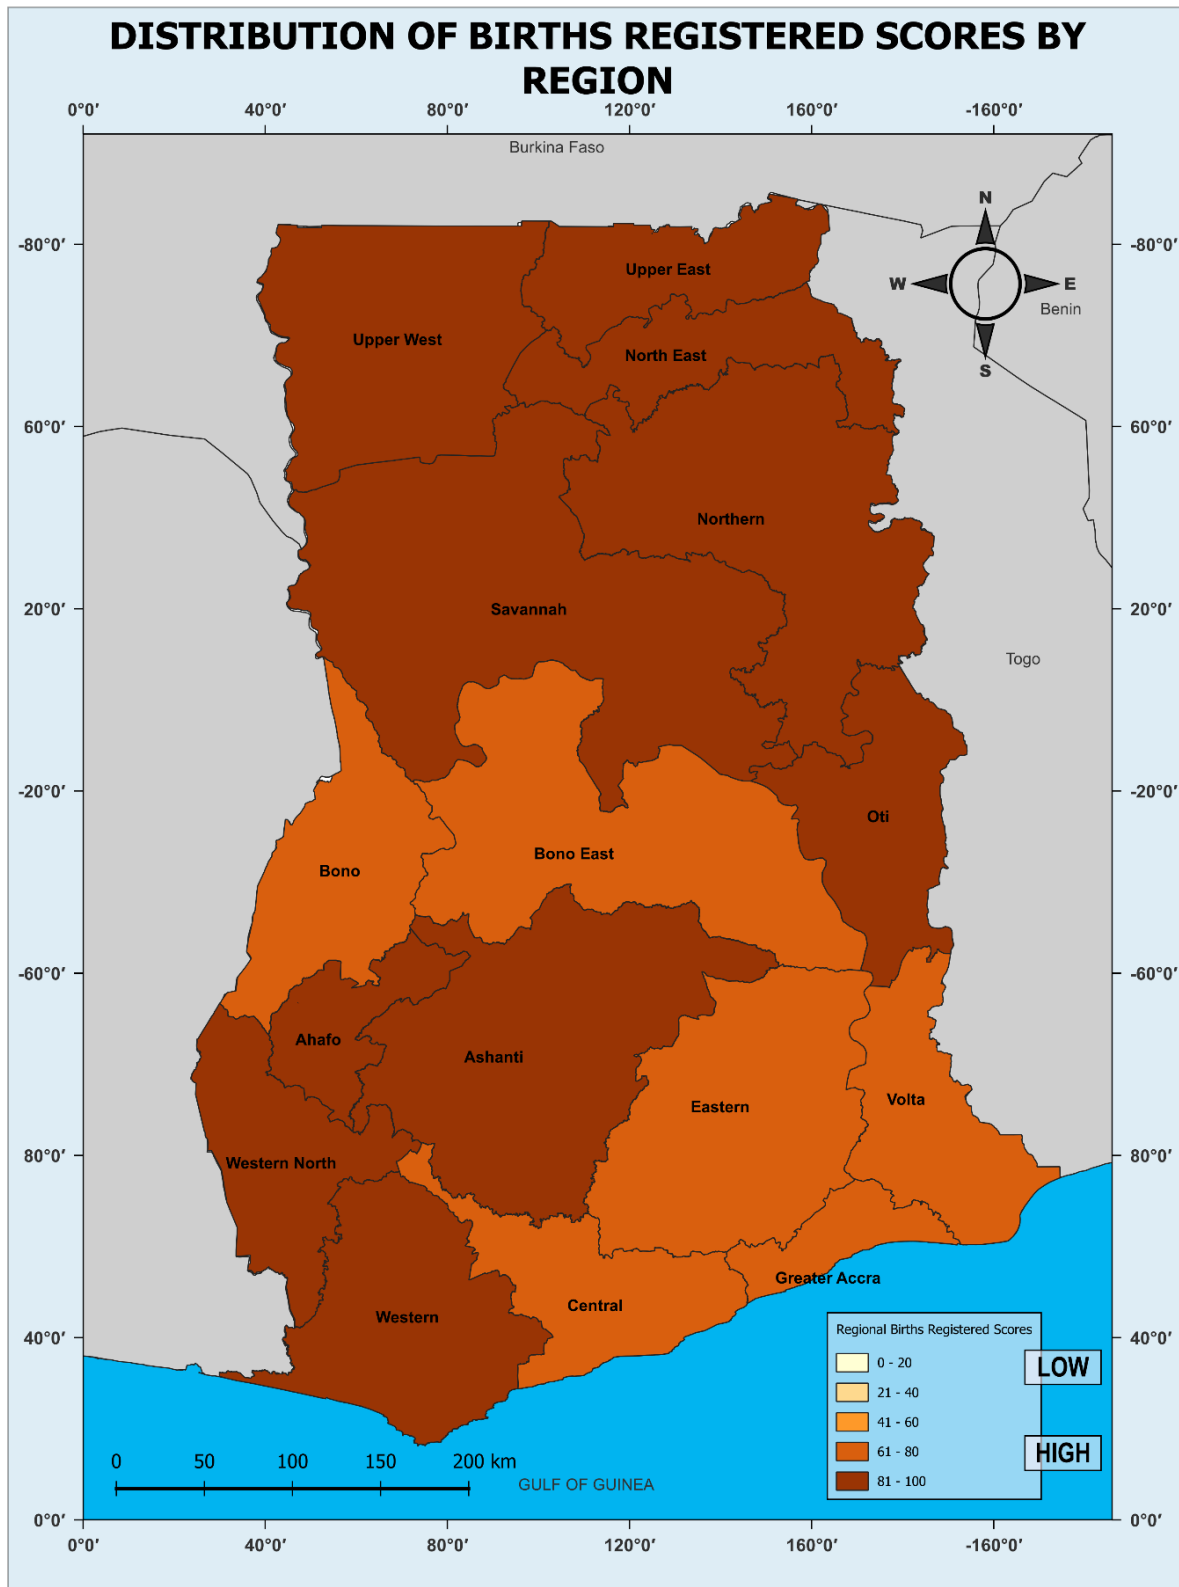 DISTRIBUTION OF BIRTHS REGISTERED SCORES BY
REGION
0°0′ 40°0′ 80°0′ 120°0′ 160°0′ -160°0′
Burkina Faso
N
-80°0′ -80°0′
Upper East
W E
Benin
Upper West
North East
S
60°0′ 60°0′
Northern
20°0′ Savannah 20°0′
Togo
-20°0′ -20°0′
Oti
Bono East
Bono
-60°0′ -60°0′
Ahafo
Ashanti
Volta
Eastern
80°0′ 80°0′
Western North
Greater Accra
Central
Western
Regional Births Registered Scores
40°0′ 40°0′
0 - 20 LOW
21 - 40
41 - 60
61 - 80 HIGH
0 50 100 150 200 km
81 - 100
GULF OF GUINEA
0°0′ 0°0′
0°0′ 40°0′ 80°0′ 120°0′ 160°0′ -160°0′